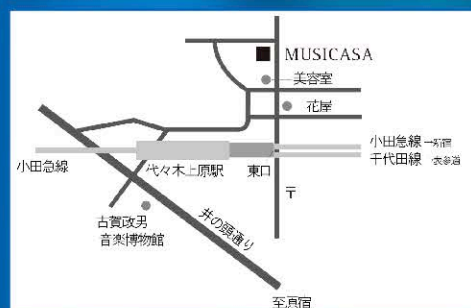 MUSICASA
美容室
花屋
小田急線→新宿
千代田線→表参道
小田急線
代々木上原駅
東口
〒
古賀政男
音楽博物館
井の頭通り
至原宿